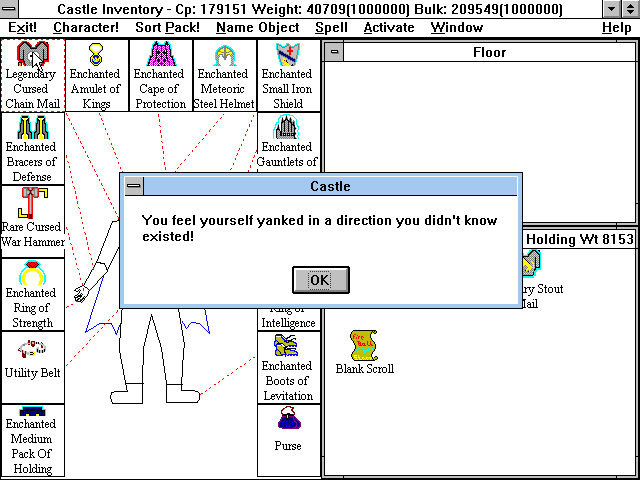 Castle Inventory - Cp: 179151 Weight: 40709(1000000) Bulk: 209549(1000000)
Exit! Character! Sort Pack! Name Object Spell Activate Window Help
Legendary
Cursed
Chain Mail
Enchanted
Amulet of
Kings
Enchanted
Cape of
Protection
Enchanted
Meteoric
Steel Helmet
Enchanted
Small Iron
Shield
Floor
Enchanted
Bracers of
Defense
Enchanted
Gauntlets of
Castle
You feel yourself yanked in a direction you didn't know
existed!
OK
Rare Cursed
War Hammer
Holding Wt 8153
ry Stout
ail
Enchanted
Ring of
Strength
Ring of
Intelligence
Utility Belt
Enchanted
Boots of
Levitation
Blank Scroll
Enchanted
Medium
Pack Of
Holding
Purse